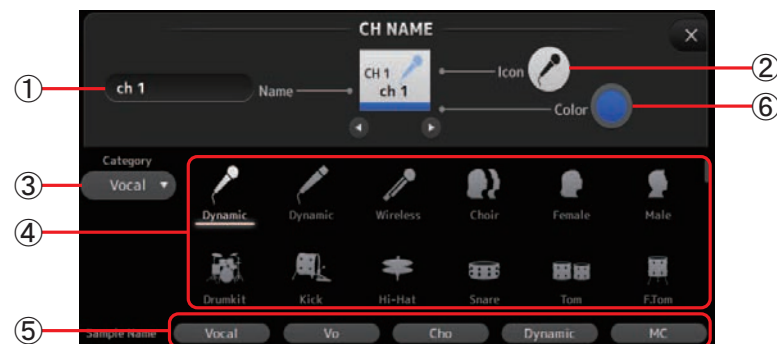 CH NAME
①
ch 1
Name
CH 1
ch 1
Icon
②
Color
⑥
Category
③
Vocal
④
Dynamic Dynamic Wireless Choir Female Male
Drumkit Kick Hi-Hat Snare Tom F.Tom
⑤
Sample Name Vocal Vo Cho Dynamic MC